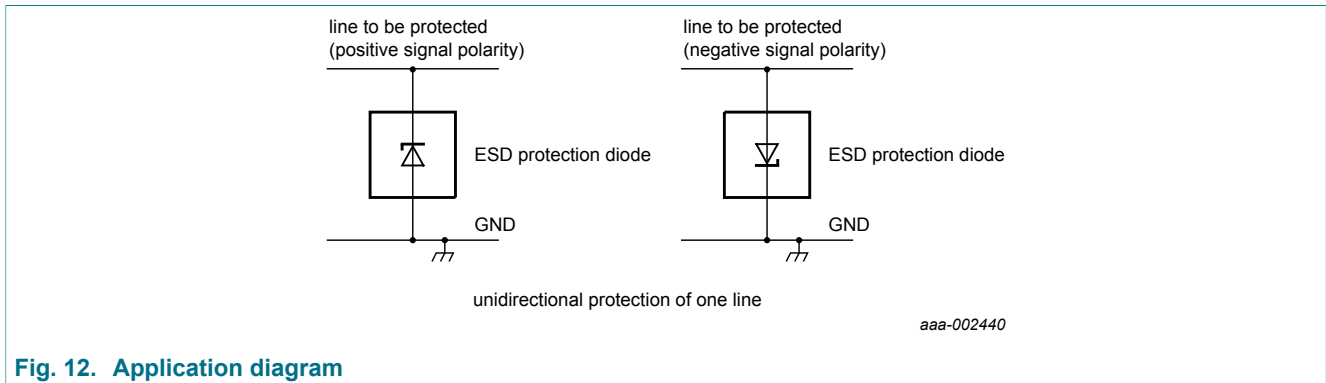 line to be protected
(positive signal polarity)
ESD protection diode
GND
line to be protected
(negative signal polarity)
ESD protection diode
GND
unidirectional protection of one line
aaa-002440
Fig. 12. Application diagram